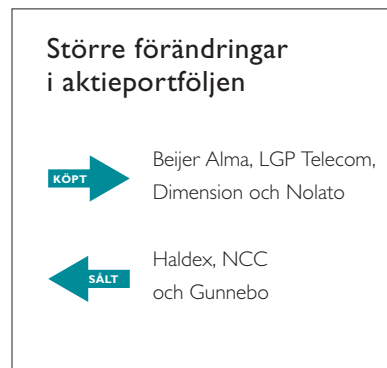 Större förändringar
i aktieportföljen
KÖPT
Beijer Alma, LGP Telecom,
Dimension och Nolato
SÅLT
Haldex, NCC
och Gunnebo